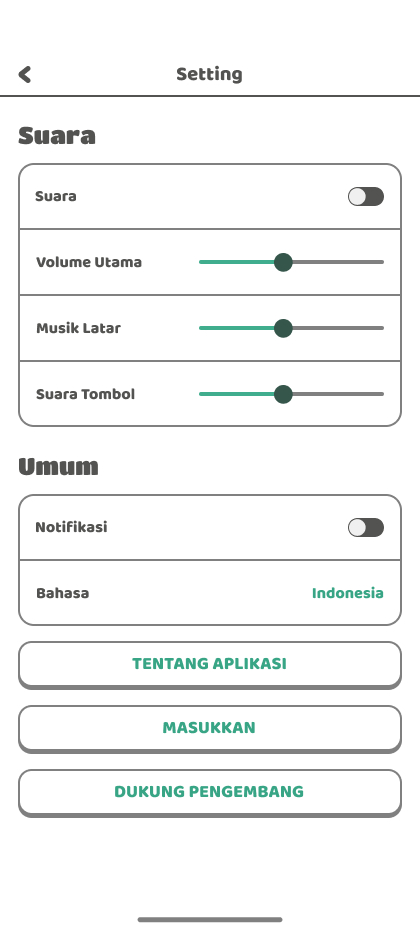 Setting
Suara
Suara
Volume Utama
Musik Latar
Suara Tombol
Umum
Notifikasi
Bahasa Indonesia
TENTANG APLIKASI
MASUKKAN
DUKUNG PENGEMBANG